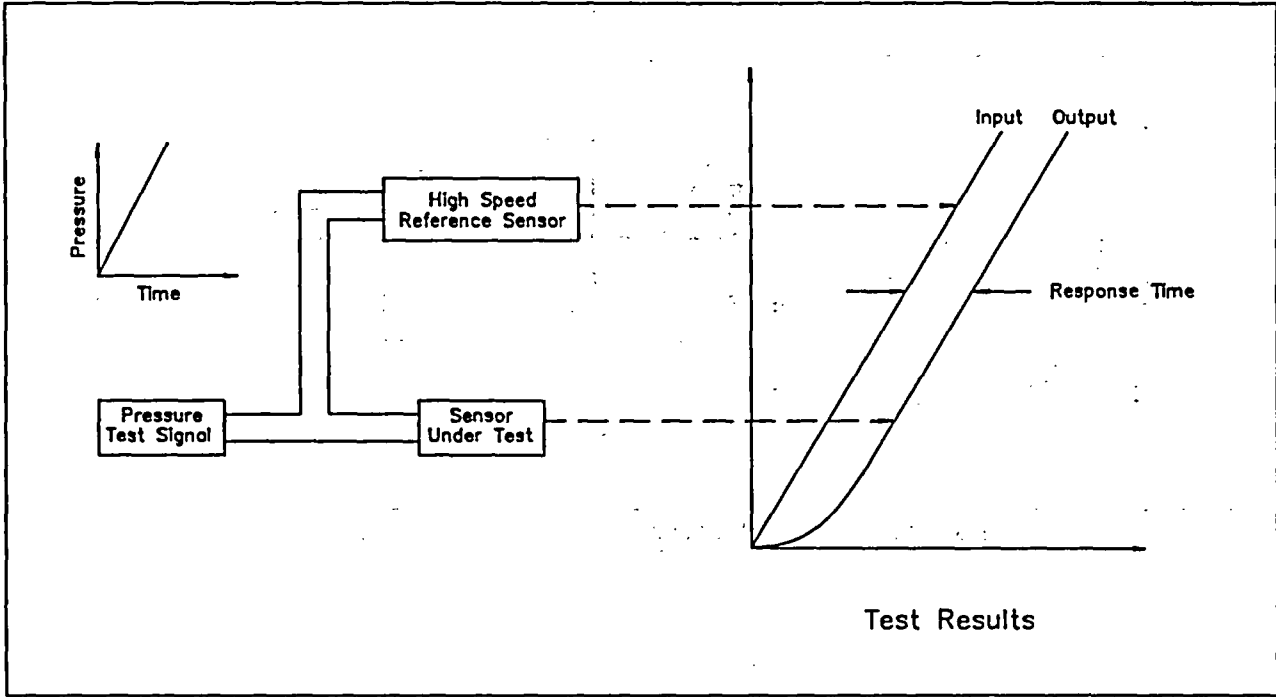 Pressure
Time
High Speed
Reference Sensor
Pressure
Test Signal
Sensor
Under Test
Input Output
Response Time
Test Results